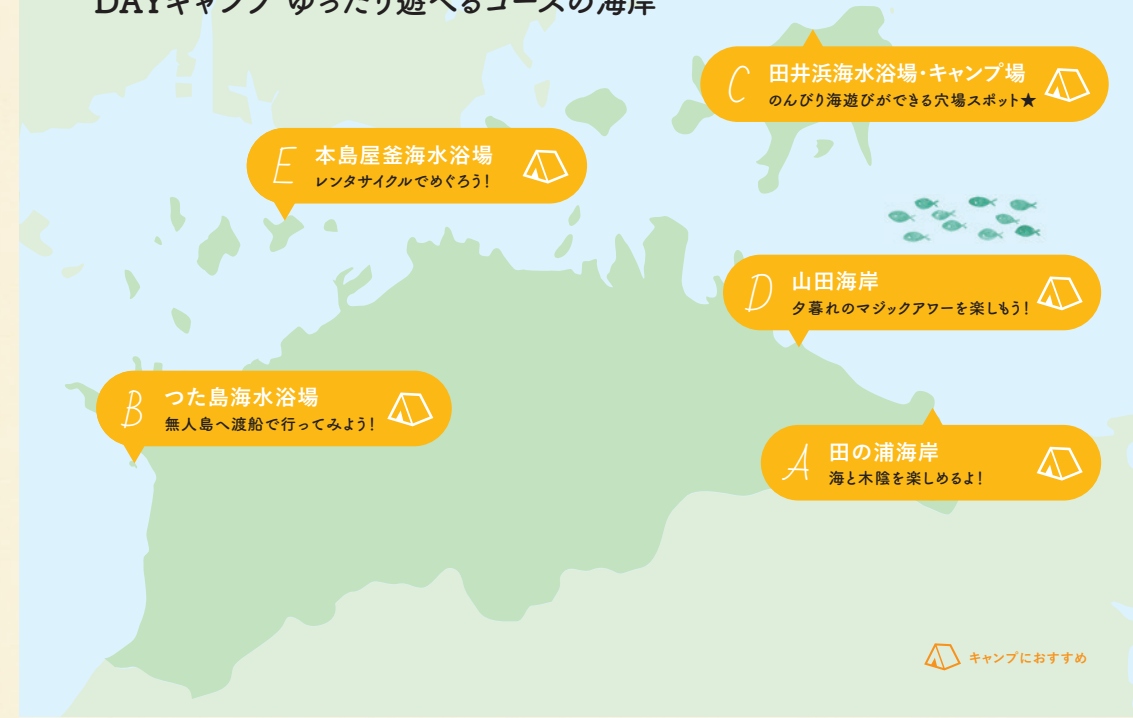 DAYキャンプ ゆったり遊べるコースの海岸
C 田井浜海水浴場・キャンプ場
のんびり海遊びができる穴場スポット★
E 本島屋釜海水浴場
レンタサイクルでめぐろう！
D 山田海岸
夕暮れのマジックアワーを楽しもう！
B つた島海水浴場
無人島へ渡船で行ってみよう！
A 田の浦海岸
海と木陰を楽しめるよ！
キャンプにおすすめ